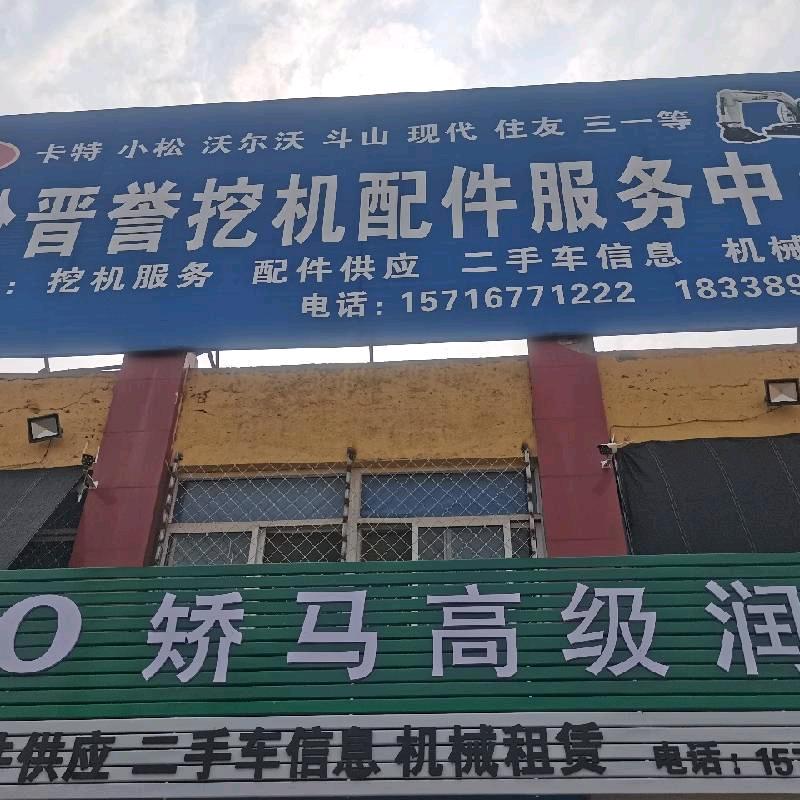 卡特 小松 沃尔沃 斗山 现代 住友 三一等
晋誉挖机配件服务中
：挖机服务 配件供应 二手车信息 机械
电话：15716771222 18338
O 矫马高级润
件供应 二手车信息 机械租赁 电话：157